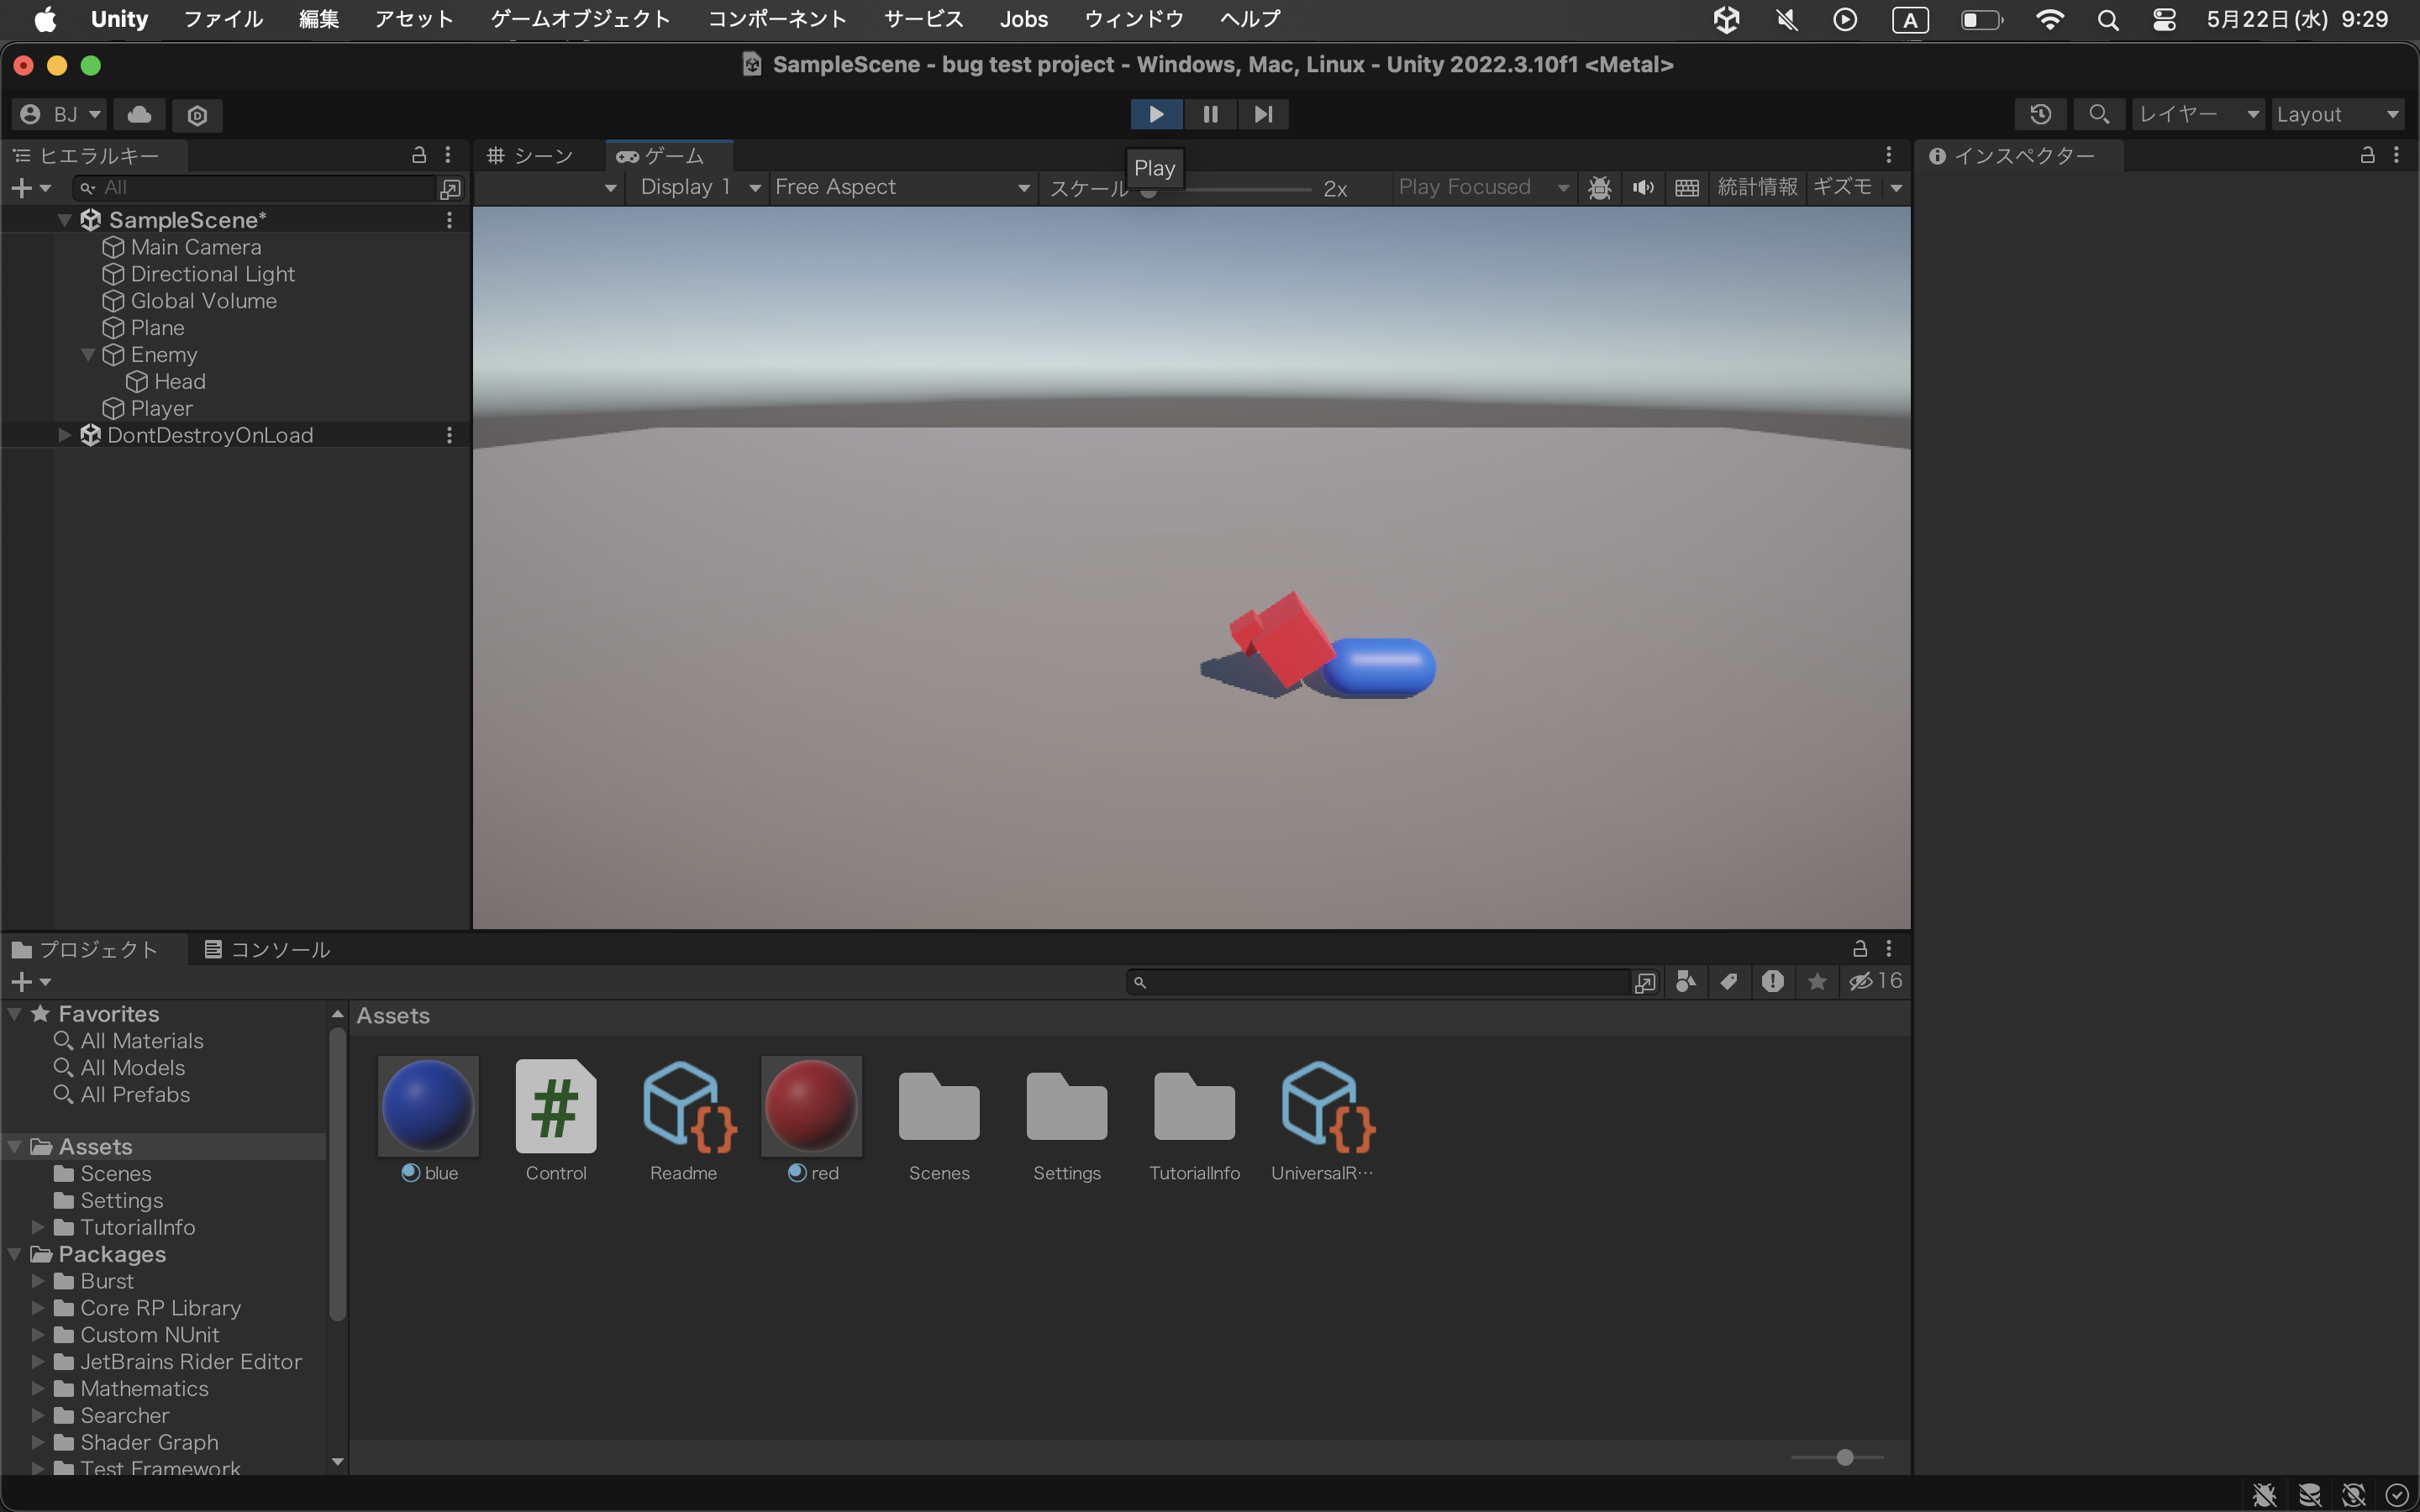 Unity ファイル 編集 アセット ゲームオブジェクト コンポーネント サービス Jobs ウィンドウ ヘルプ A 5月22日(水) 9:29
SampleScene - bug test project - Windows, Mac, Linux - Unity 2022.3.10f1 <Metal>
BJ レイヤー Layout
ヒエラルキー シーン ゲーム インスペクター
Play
All Display 1 Free Aspect スケール 2x Play Focused 統計情報 ギズモ
SampleScene*
Main Camera
Directional Light
Global Volume
Plane
Enemy
Head
Player
DontDestroyOnLoad
プロジェクト コンソール
16
Favorites
All Materials
All Models
All Prefabs
Assets
Scenes
Settings
TutorialInfo
Packages
Burst
Core RP Library
Custom NUnit
JetBrains Rider Editor
Mathematics
Searcher
Shader Graph
Test Framework
Assets
blue Control Readme red Scenes Settings TutorialInfo UniversalR…